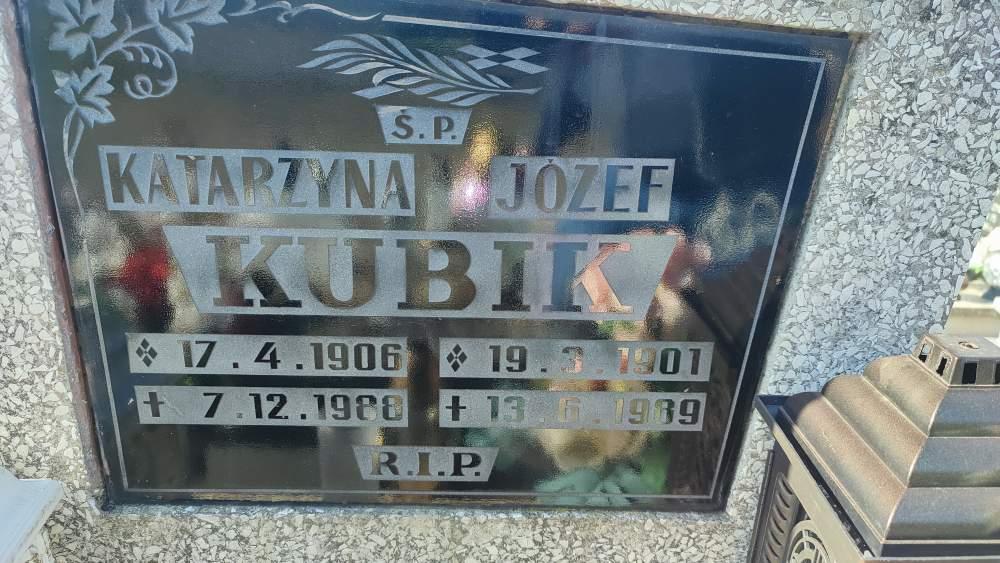 Ś.P.
KATARZYNA JÓZEF
KUBIK
17.4.1906 19.3.1901
† 7.12.1988 † 13.6.1989
R.I.P.